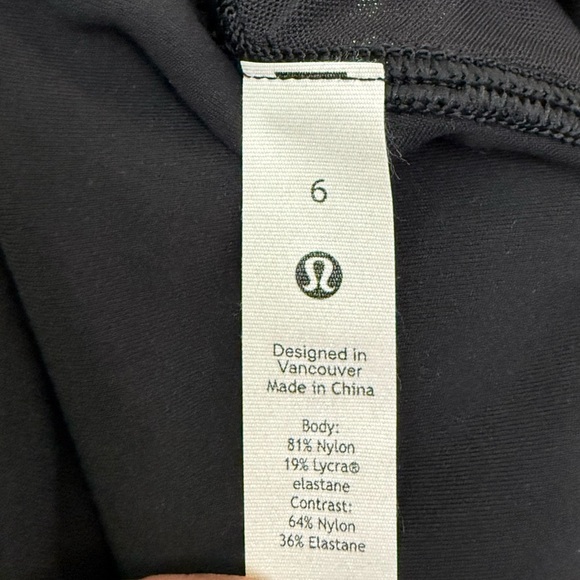 6
Designed in
Vancouver
Made in China
Body:
81% Nylon
19% Lycra®
elastane
Contrast:
64% Nylon
36% Elastane